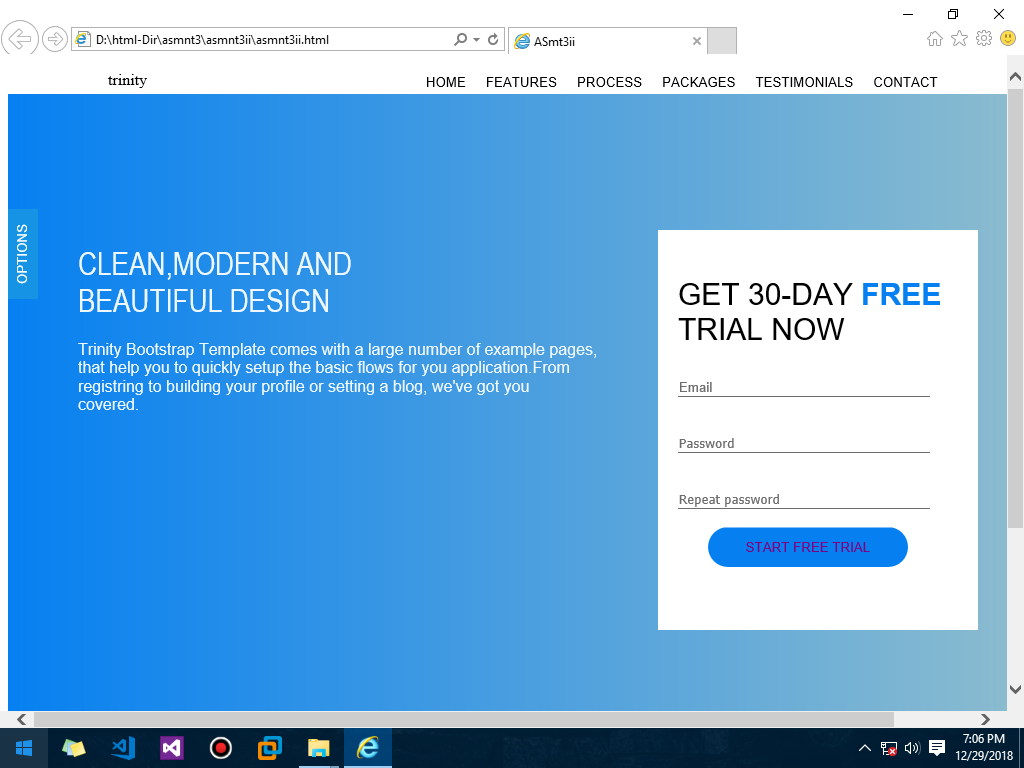 D:\html-Dir\asmnt3\asmnt3ii\asmnt3ii.html
ASmt3ii
trinity
HOME FEATURES PROCESS PACKAGES TESTIMONIALS CONTACT
OPTIONS
CLEAN,MODERN AND
BEAUTIFUL DESIGN
Trinity Bootstrap Template comes with a large number of example pages,
that help you to quickly setup the basic flows for you application.From
registring to building your profile or setting a blog, we've got you
covered.
GET 30-DAY FREE
TRIAL NOW
Email
Password
Repeat password
START FREE TRIAL
7:06 PM
12/29/2018